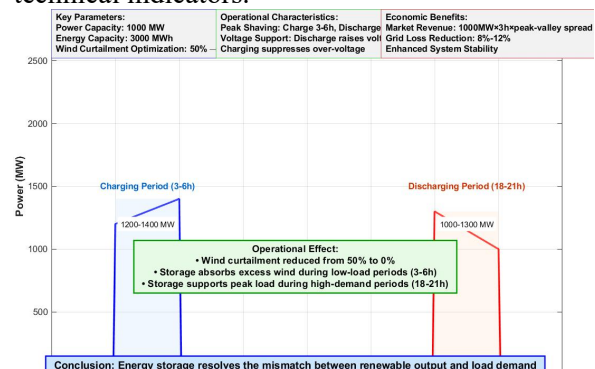 technical indicators.
Key Parameters:
Power Capacity: 1000 MW
Energy Capacity: 3000 MWh
Wind Curtailment Optimization: 50%
Operational Characteristics:
Peak Shaving: Charge 3-6h, Discharge
Voltage Support: Discharge raises
Charging suppresses over-voltage
Economic Benefits:
Market Revenue: 1000MW×3h×peak-valley spread
Grid Loss Reduction: 8%-12%
Enhanced System Stability
2500
2000
1500
1000
500
Power (MW)
Charging Period (3-6h)
1200-1400 MW
Discharging Period (18-21h)
1000-1300 MW
Operational Effect:
• Wind curtailment reduced from 50% to 0%
• Storage absorbs excess wind during low-load periods (3-6h)
• Storage supports peak load during high-demand periods (18-21h)
Conclusion: Energy storage resolves the mismatch between renewable output and load demand